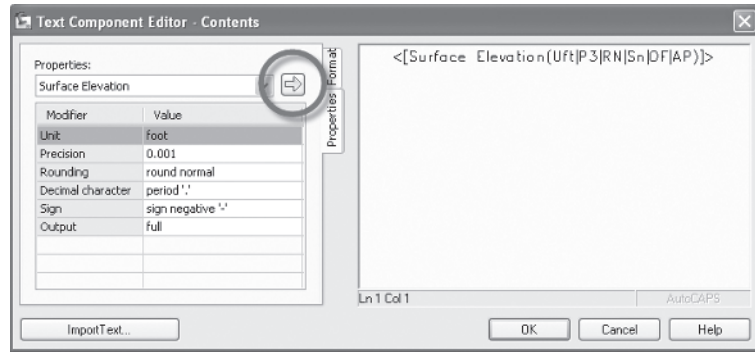 Text Component Editor - Contents
Properties:
Surface Elevation
Modifier Value
Unit foot
Precision 0.001
Rounding round normal
Decimal character period '.'
Sign sign negative '-'
Output full
Format
Properties
<[Surface Elevation(Uft|P3|RN|Sn|OF|AP)]>
Ln 1 Col 1
AutoCAPS
ImportText...
OK Cancel Help